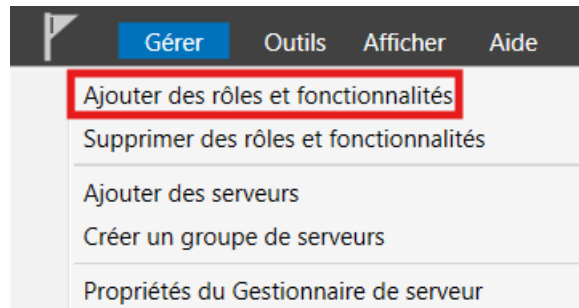 Gérer Outils Afficher Aide
Ajouter des rôles et fonctionnalités
Supprimer des rôles et fonctionnalités
Ajouter des serveurs
Créer un groupe de serveurs
Propriétés du Gestionnaire de serveur